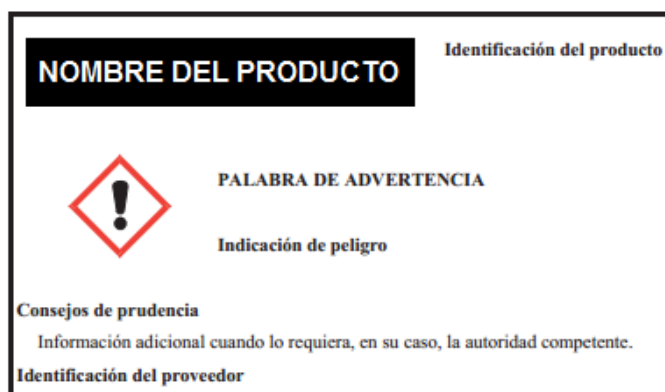 NOMBRE DEL PRODUCTO
Identificación del producto
PALABRA DE ADVERTENCIA
Indicación de peligro
Consejos de prudencia
Información adicional cuando lo requiera, en su caso, la autoridad competente.
Identificación del proveedor